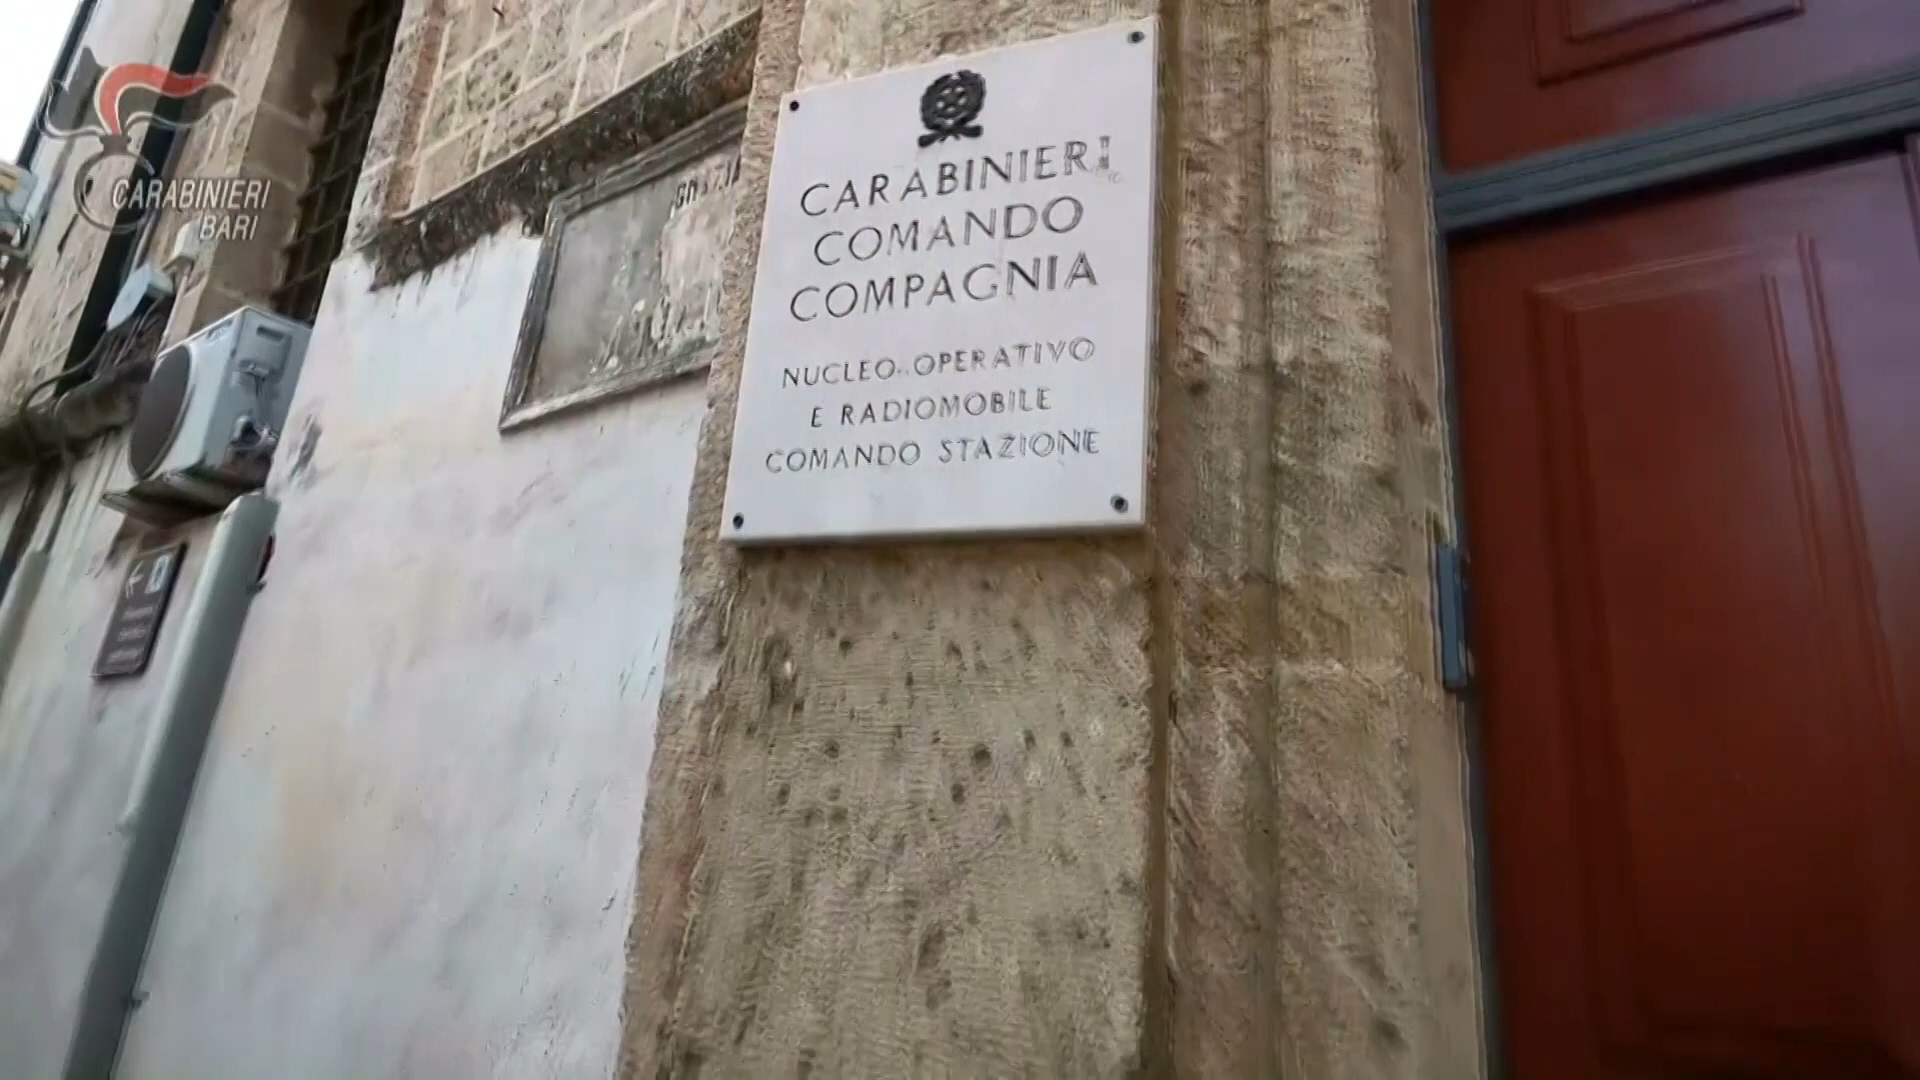 CARABINIERI
BARI
CARABINIERI
COMANDO
COMPAGNIA
NUCLEO OPERATIVO
E RADIOMOBILE
COMANDO STAZIONE